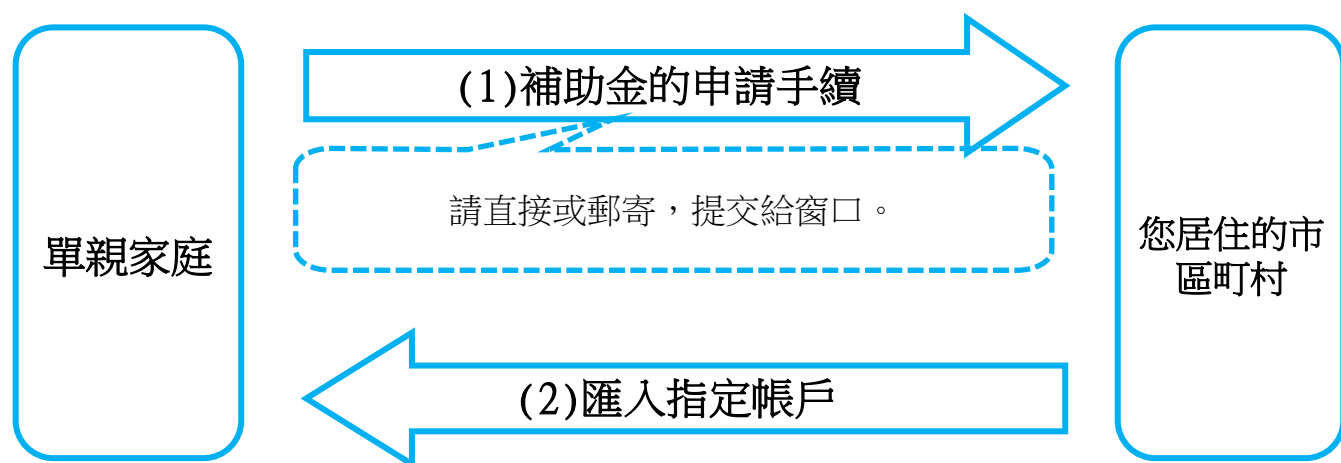 (1)補助金的申請手續
請直接或郵寄，提交給窗口。
單親家庭
您居住的市
區町村
(2)匯入指定帳戶